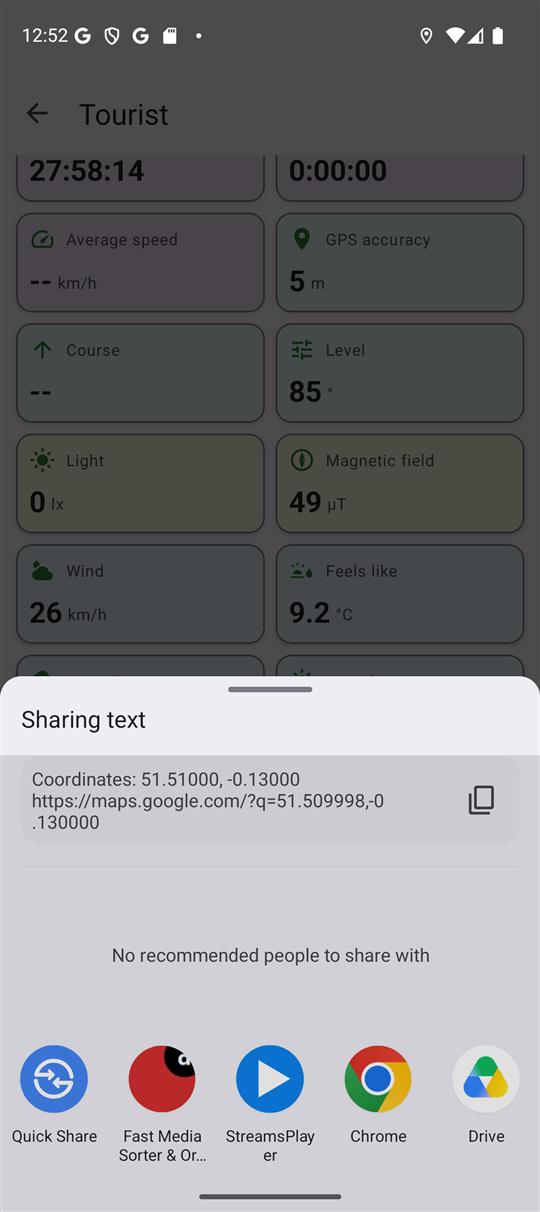 12:52
Tourist
27:58:14
0:00:00
Average speed
-- km/h
GPS accuracy
5 m
Course
--
Level
85 °
Light
0 lx
Magnetic field
49 μT
Wind
26 km/h
Feels like
9.2 °C
Sharing text
Coordinates: 51.51000, -0.13000
https://maps.google.com/?q=51.509998,-0
.130000
No recommended people to share with
Quick Share
Fast Media
Sorter & Or...
StreamsPlay
er
Chrome
Drive